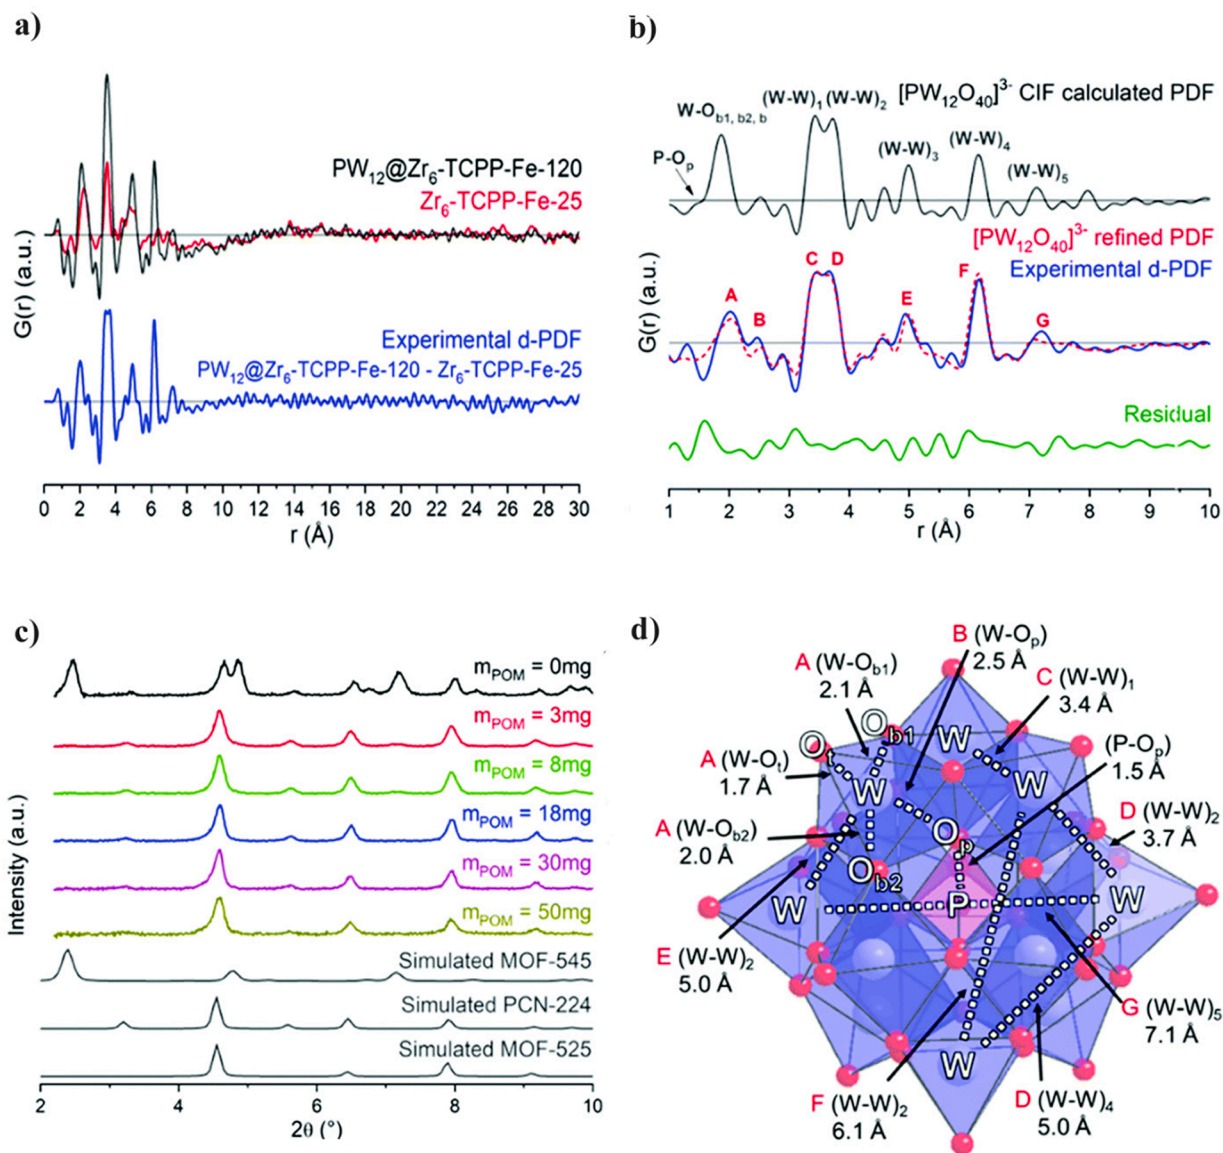 a)
PW12@Zr6-TCPP-Fe-120
Zr6-TCPP-Fe-25
Experimental d-PDF
PW12@Zr6-TCPP-Fe-120 - Zr6-TCPP-Fe-25
G(r) (a.u.)
0 2 4 6 8 10 12 14 16 18 20 22 24 26 28 30
r (Å)
b)
[PW12O40]3- CIF calculated PDF
(W-W)1 (W-W)2
W-Ob1, b2, b
P-Op
(W-W)3
(W-W)4
(W-W)5
[PW12O40]3- refined PDF
Experimental d-PDF
A
B
C
D
E
F
G
Residual
G(r) (a.u.)
1 2 3 4 5 6 7 8 9 10
r (Å)
c)
mPOM = 0mg
mPOM = 3mg
mPOM = 8mg
mPOM = 18mg
mPOM = 30mg
mPOM = 50mg
Simulated MOF-545
Simulated PCN-224
Simulated MOF-525
Intensity (a.u.)
2 4 6 8 10
2θ (°)
d)
B (W-Op)
2.5 Å
A (W-Ob1)
2.1 Å
C (W-W)1
3.4 Å
(P-Op)
1.5 Å
A (W-Ot)
1.7 Å
D (W-W)2
3.7 Å
A (W-Ob2)
2.0 Å
E (W-W)2
5.0 Å
G (W-W)5
7.1 Å
F (W-W)2
6.1 Å
D (W-W)4
5.0 Å
Ot
Ob1
W
W
W
Op
Ob2
W
P
W
W